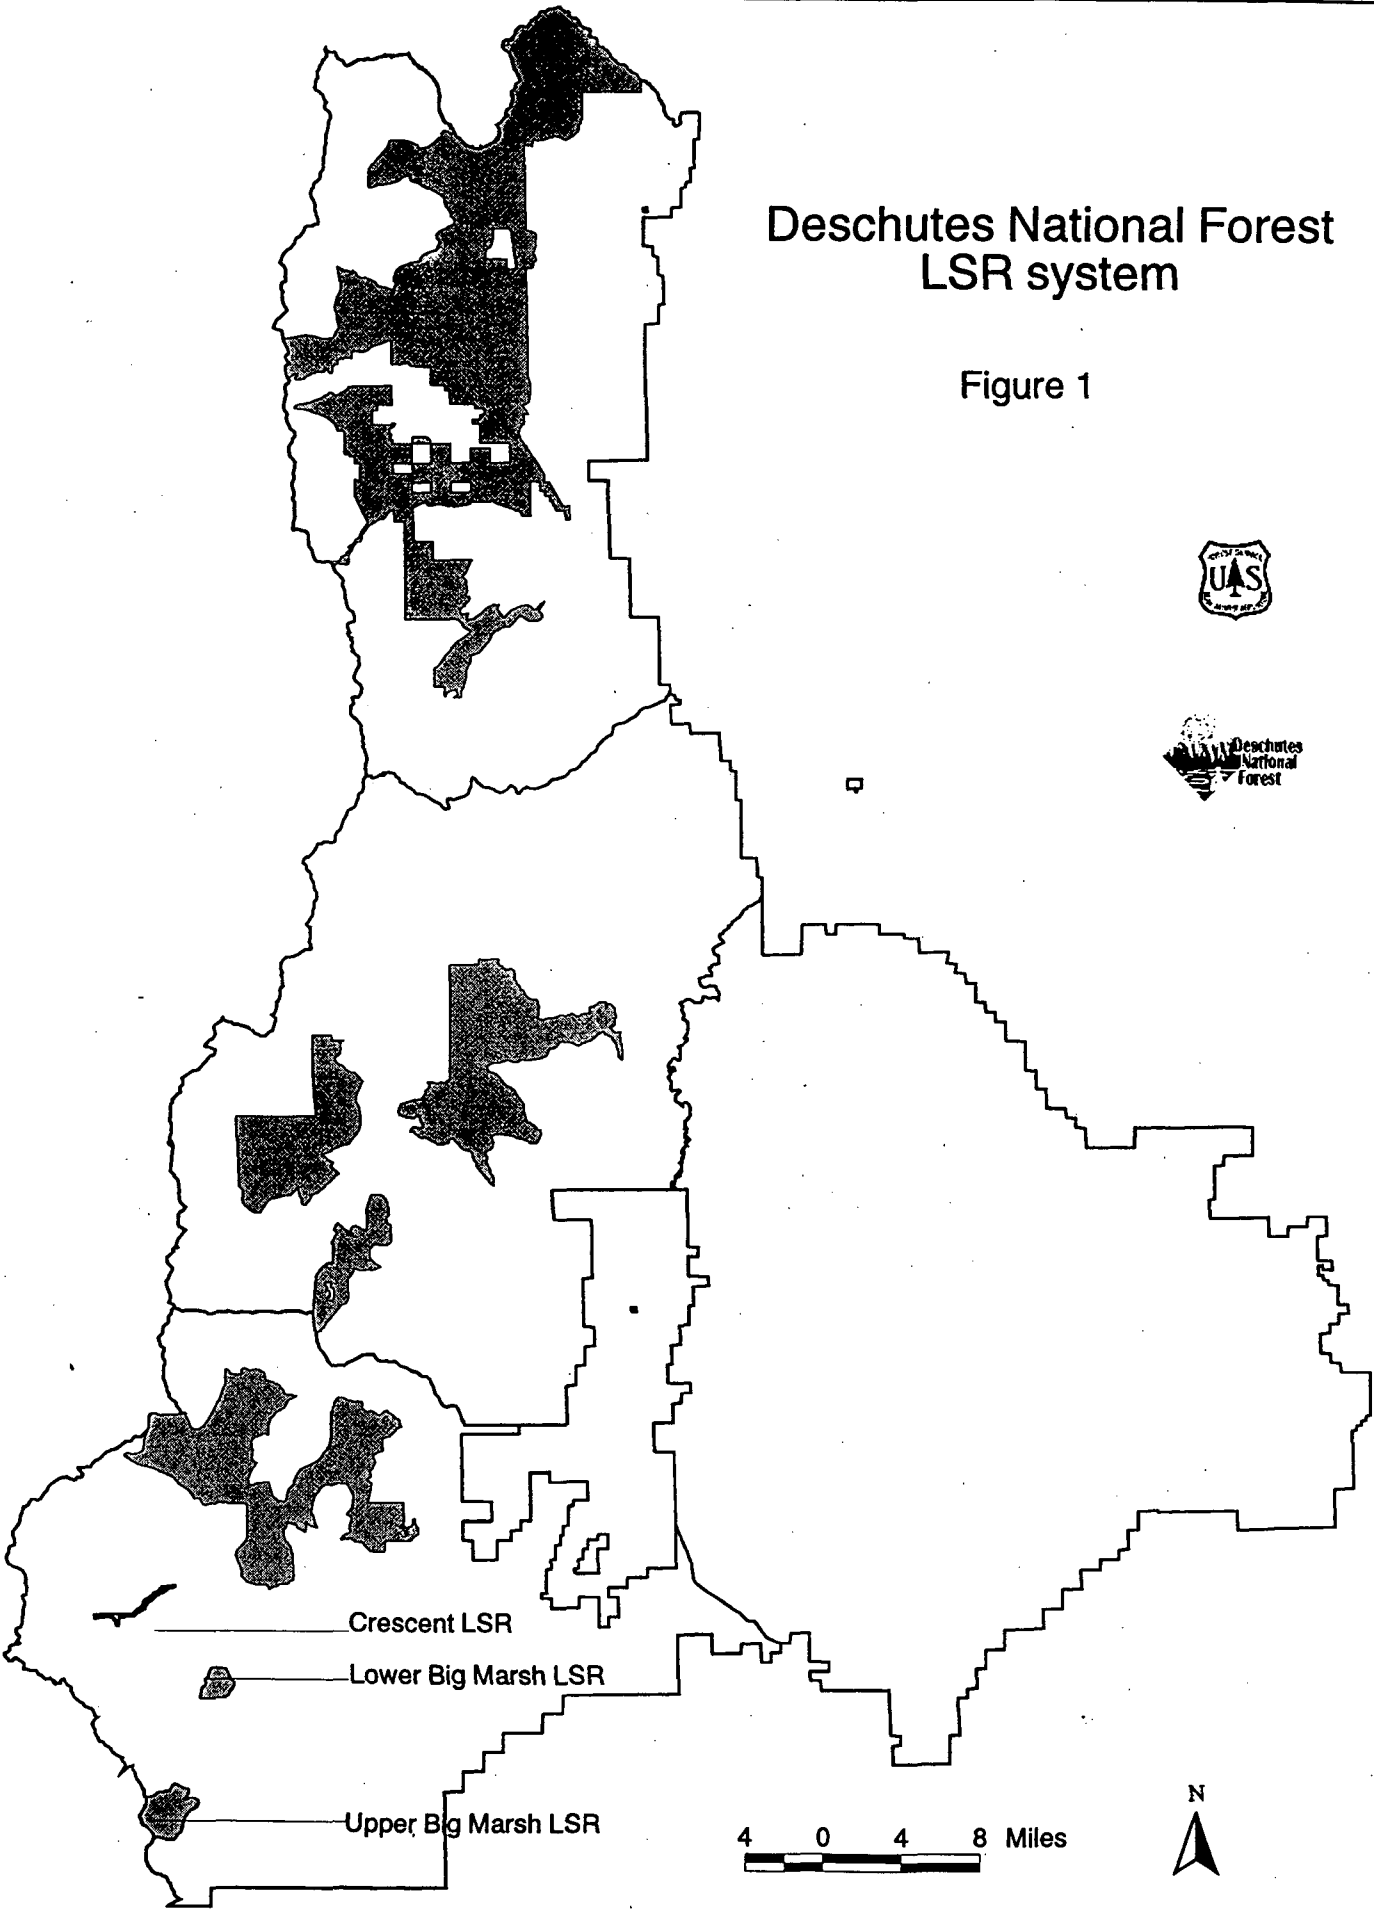 Deschutes National Forest
LSR system
Figure 1
U S
Deschutes
National
Forest
Crescent LSR
Lower Big Marsh LSR
Upper Big Marsh LSR
N
4 0 4 8 Miles